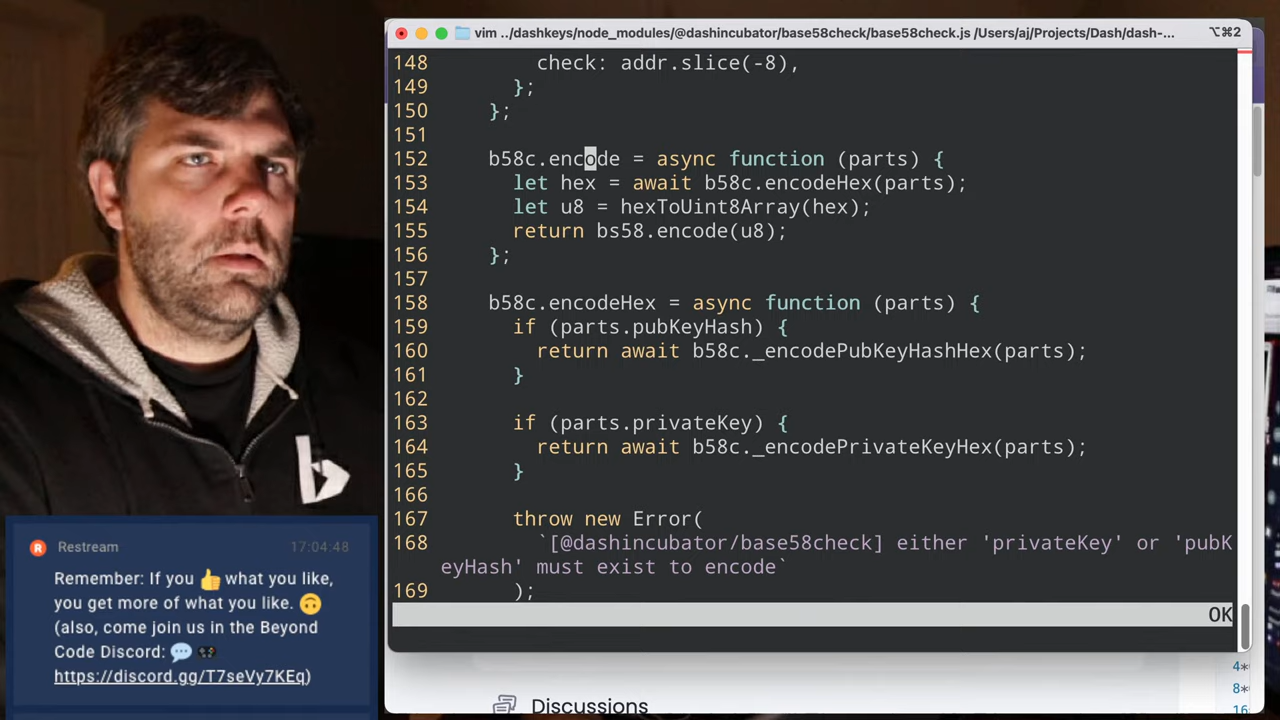 vim ../dashkeys/node_modules/@dashincubator/base58check/base58check.js /Users/aj/Projects/Dash/dash-...
⌥⌘2
148 check: addr.slice(-8),
149 };
150 };
151
152 b58c.encode = async function (parts) {
153 let hex = await b58c.encodeHex(parts);
154 let u8 = hexToUint8Array(hex);
155 return bs58.encode(u8);
156 };
157
158 b58c.encodeHex = async function (parts) {
159 if (parts.pubKeyHash) {
160 return await b58c._encodePubKeyHashHex(parts);
161 }
162
163 if (parts.privateKey) {
164 return await b58c._encodePrivateKeyHex(parts);
165 }
166
167 throw new Error(
168 `[@dashincubator/base58check] either 'privateKey' or 'pubK
eyHash' must exist to encode`
169 );
OK
R Restream 17:04:48
Remember: If you 👍 what you like,
you get more of what you like. 🙃
(also, come join us in the Beyond
Code Discord: 💬
https://discord.gg/T7seVy7KEq)
Discussions
4
8
16
b